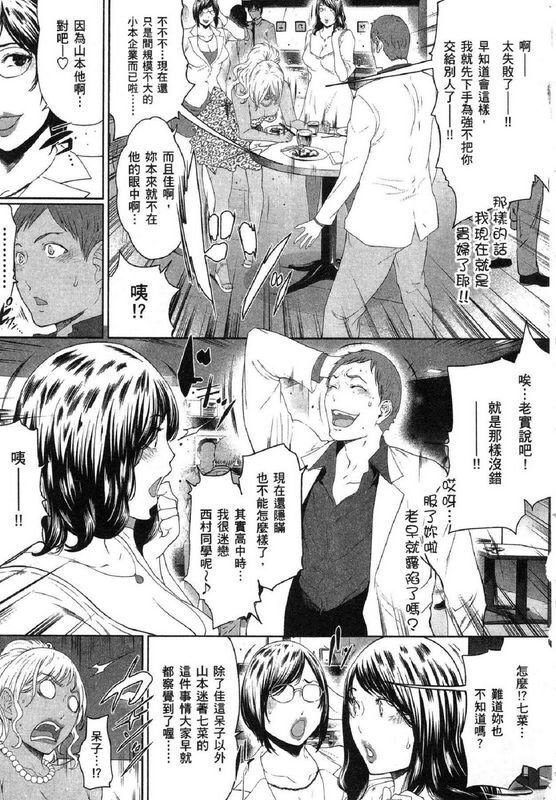 啊——
太失敗了——!!
早知道會這樣,
我就先下手為強不把你
交給別人了——!!
那樣的話
我現在就是
貴婦了耶!!
不不不…現在還
只是間規模不大的
小本企業而已啦……
而且佳啊,
妳本來就不在
他的眼中啊。
因為山本他啊……
對吧—♡
咦!?
………
唉…老實說吧!
就是那樣沒錯
——!!
哎呀…
服了妳啦
老早就露陷了嗎?
現在還隱瞞
也不能怎麼樣了,
其實高中時…
我很迷戀
西村同學呢~♪
咦
——!!
怎麼!?七菜
難道妳也
不知道嗎?
除了佳這呆子以外,
山本迷著七菜的
這件事情大家早就
都察覺到了喔……
呆子…!?